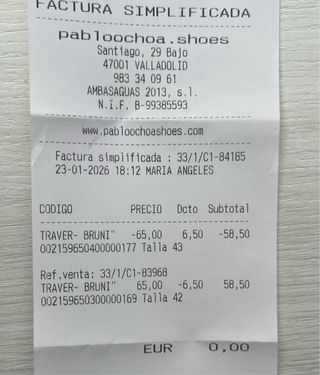 FACTURA SIMPLIFICADA
pabloochoa.shoes
Santiago, 29 Bajo
47001 VALLADOLID
983 34 09 61
AMBASAGUAS 2013, s.l.
N.I.F. B-99385593
www.pabloochoashoes.com
Factura simplificada : 33/1/C1-84185
23-01-2026 18:12 MARIA ANGELES
CODIGO PRECIO Dcto Subtotal
TRAVER- BRUNI" -65,00 6,50 -58,50
002159650400000177 Talla 43
Ref.venta: 33/1/C1-83968
TRAVER- BRUNI" 65,00 -6,50 58,50
002159650300000169 Talla 42
EUR 0,00